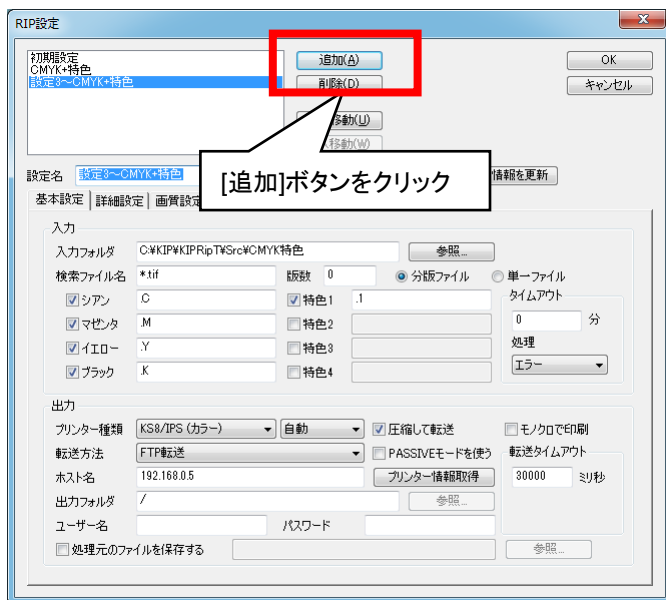 RIP設定
初期設定
CMYK+特色
設定3～CMYK+特色
追加(A)
削除(D)
移動(U)
移動(W)
OK
キャンセル
[追加]ボタンをクリック
設定名 設定3～CMYK+特色 情報を更新
基本設定 詳細設定 画質設定
入力
入力フォルダ C:¥KIP¥KIPRipT¥Src¥CMYK特色 参照...
検索ファイル名 *.tif 版数 0 分版ファイル 単一ファイル
シアン .C 特色1 .1 タイムアウト
マゼンタ .M 特色2 0 分
イエロー .Y 特色3 処理
ブラック .K 特色4 エラー
出力
プリンター種類 KS8/IPS (カラー) 自動 圧縮して転送 モノクロで印刷
転送方法 FTP転送 PASSIVEモードを使う 転送タイムアウト
ホスト名 192.168.0.5 プリンター情報取得 30000 ミリ秒
出力フォルダ / 参照...
ユーザー名 パスワード
処理元のファイルを保存する 参照...